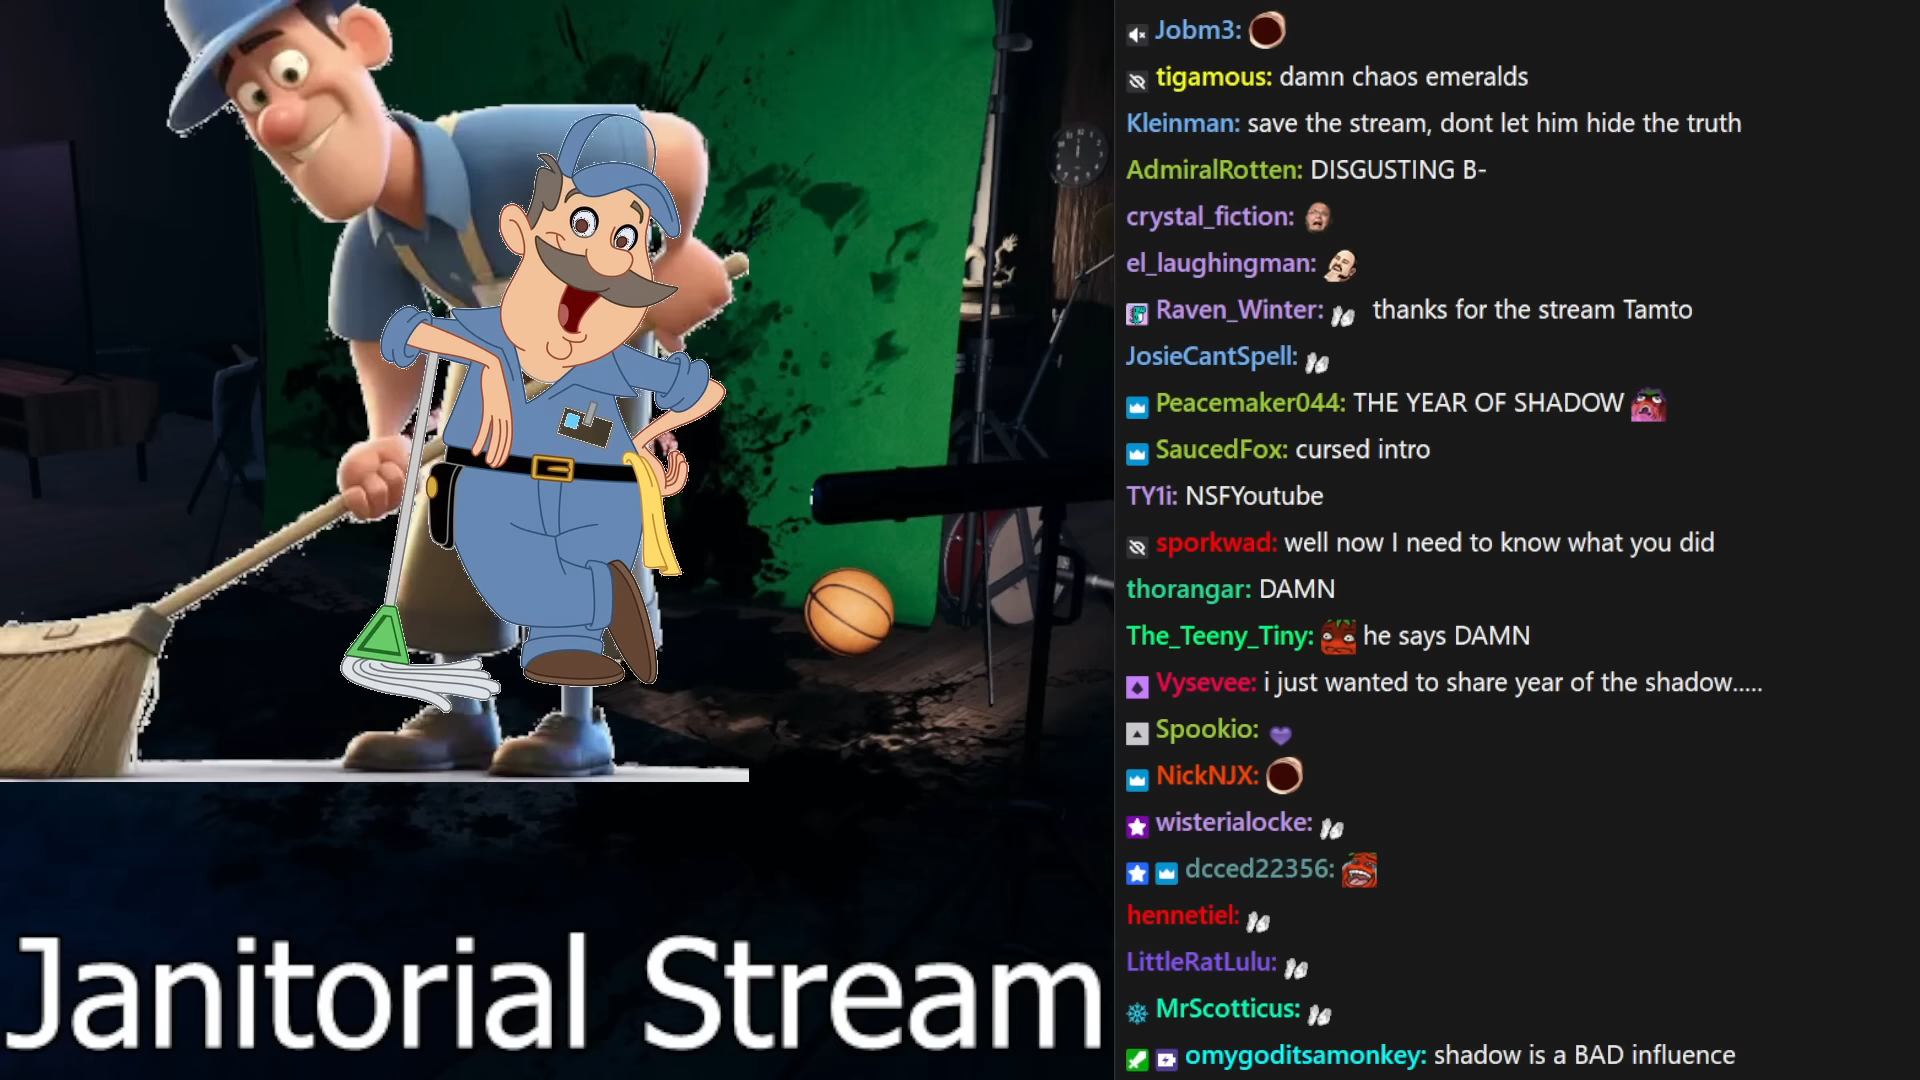 Jobm3:
tigamous: damn chaos emeralds
Kleinman: save the stream, dont let him hide the truth
AdmiralRotten: DISGUSTING B-
crystal_fiction:
el_laughingman:
Raven_Winter: thanks for the stream Tamto
JosieCantSpell:
Peacemaker044: THE YEAR OF SHADOW
SaucedFox: cursed intro
TY1i: NSFYoutube
sporkwad: well now I need to know what you did
thorangar: DAMN
The_Teeny_Tiny: he says DAMN
Vysevee: i just wanted to share year of the shadow.....
Spookio:
NickNJX:
wisterialocke:
dcced22356:
hennetiel:
LittleRatLulu:
MrScotticus:
omygoditsamonkey: shadow is a BAD influence
Janitorial Stream